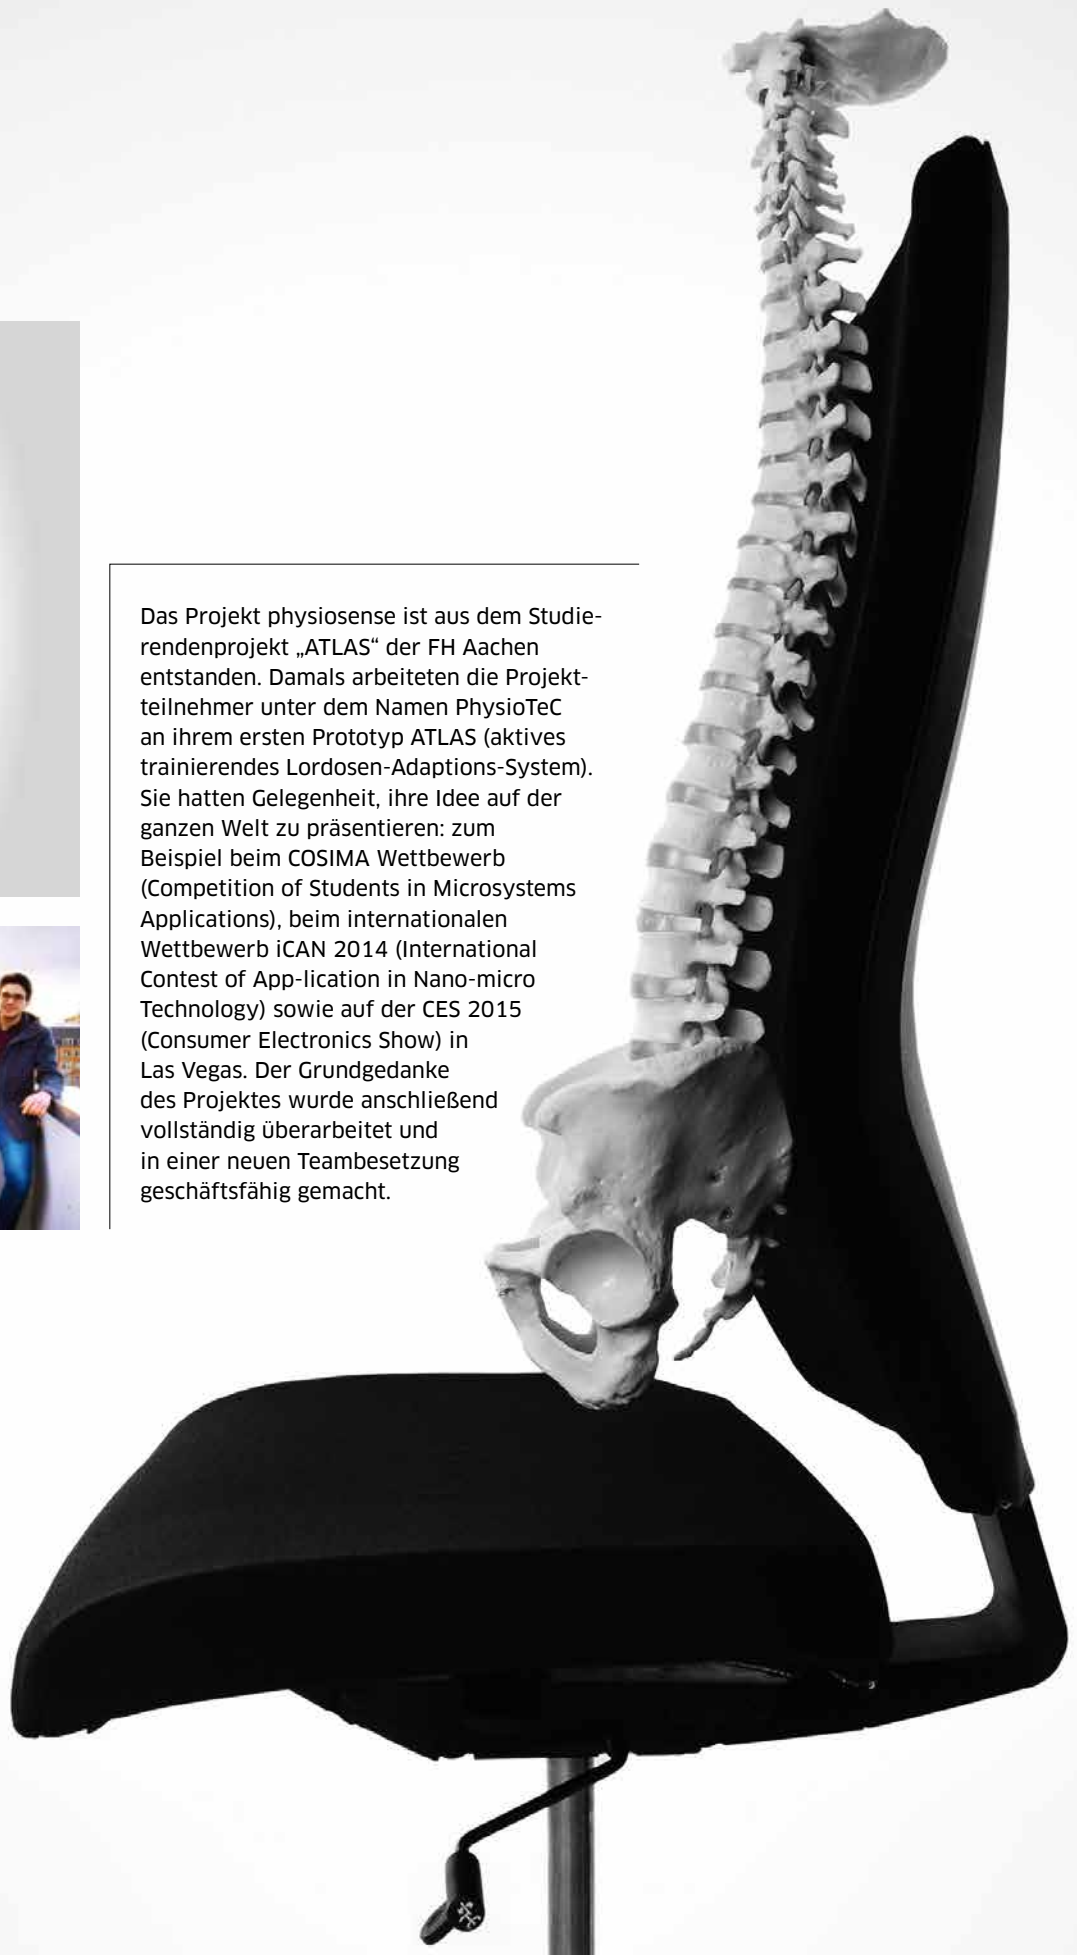 Das Projekt physiosense ist aus dem Studie-
rendenprojekt „ATLAS“ der FH Aachen
entstanden. Damals arbeiteten die Projekt-
teilnehmer unter dem Namen PhysioTeC
an ihrem ersten Prototyp ATLAS (aktives
trainierendes Lordosen-Adaptions-System).
Sie hatten Gelegenheit, ihre Idee auf der
ganzen Welt zu präsentieren: zum
Beispiel beim COSIMA Wettbewerb
(Competition of Students in Microsystems
Applications), beim internationalen
Wettbewerb iCAN 2014 (International
Contest of App-lication in Nano-micro
Technology) sowie auf der CES 2015
(Consumer Electronics Show) in
Las Vegas. Der Grundgedanke
des Projektes wurde anschließend
vollständig überarbeitet und
in einer neuen Teambesetzung
geschäftsfähig gemacht.